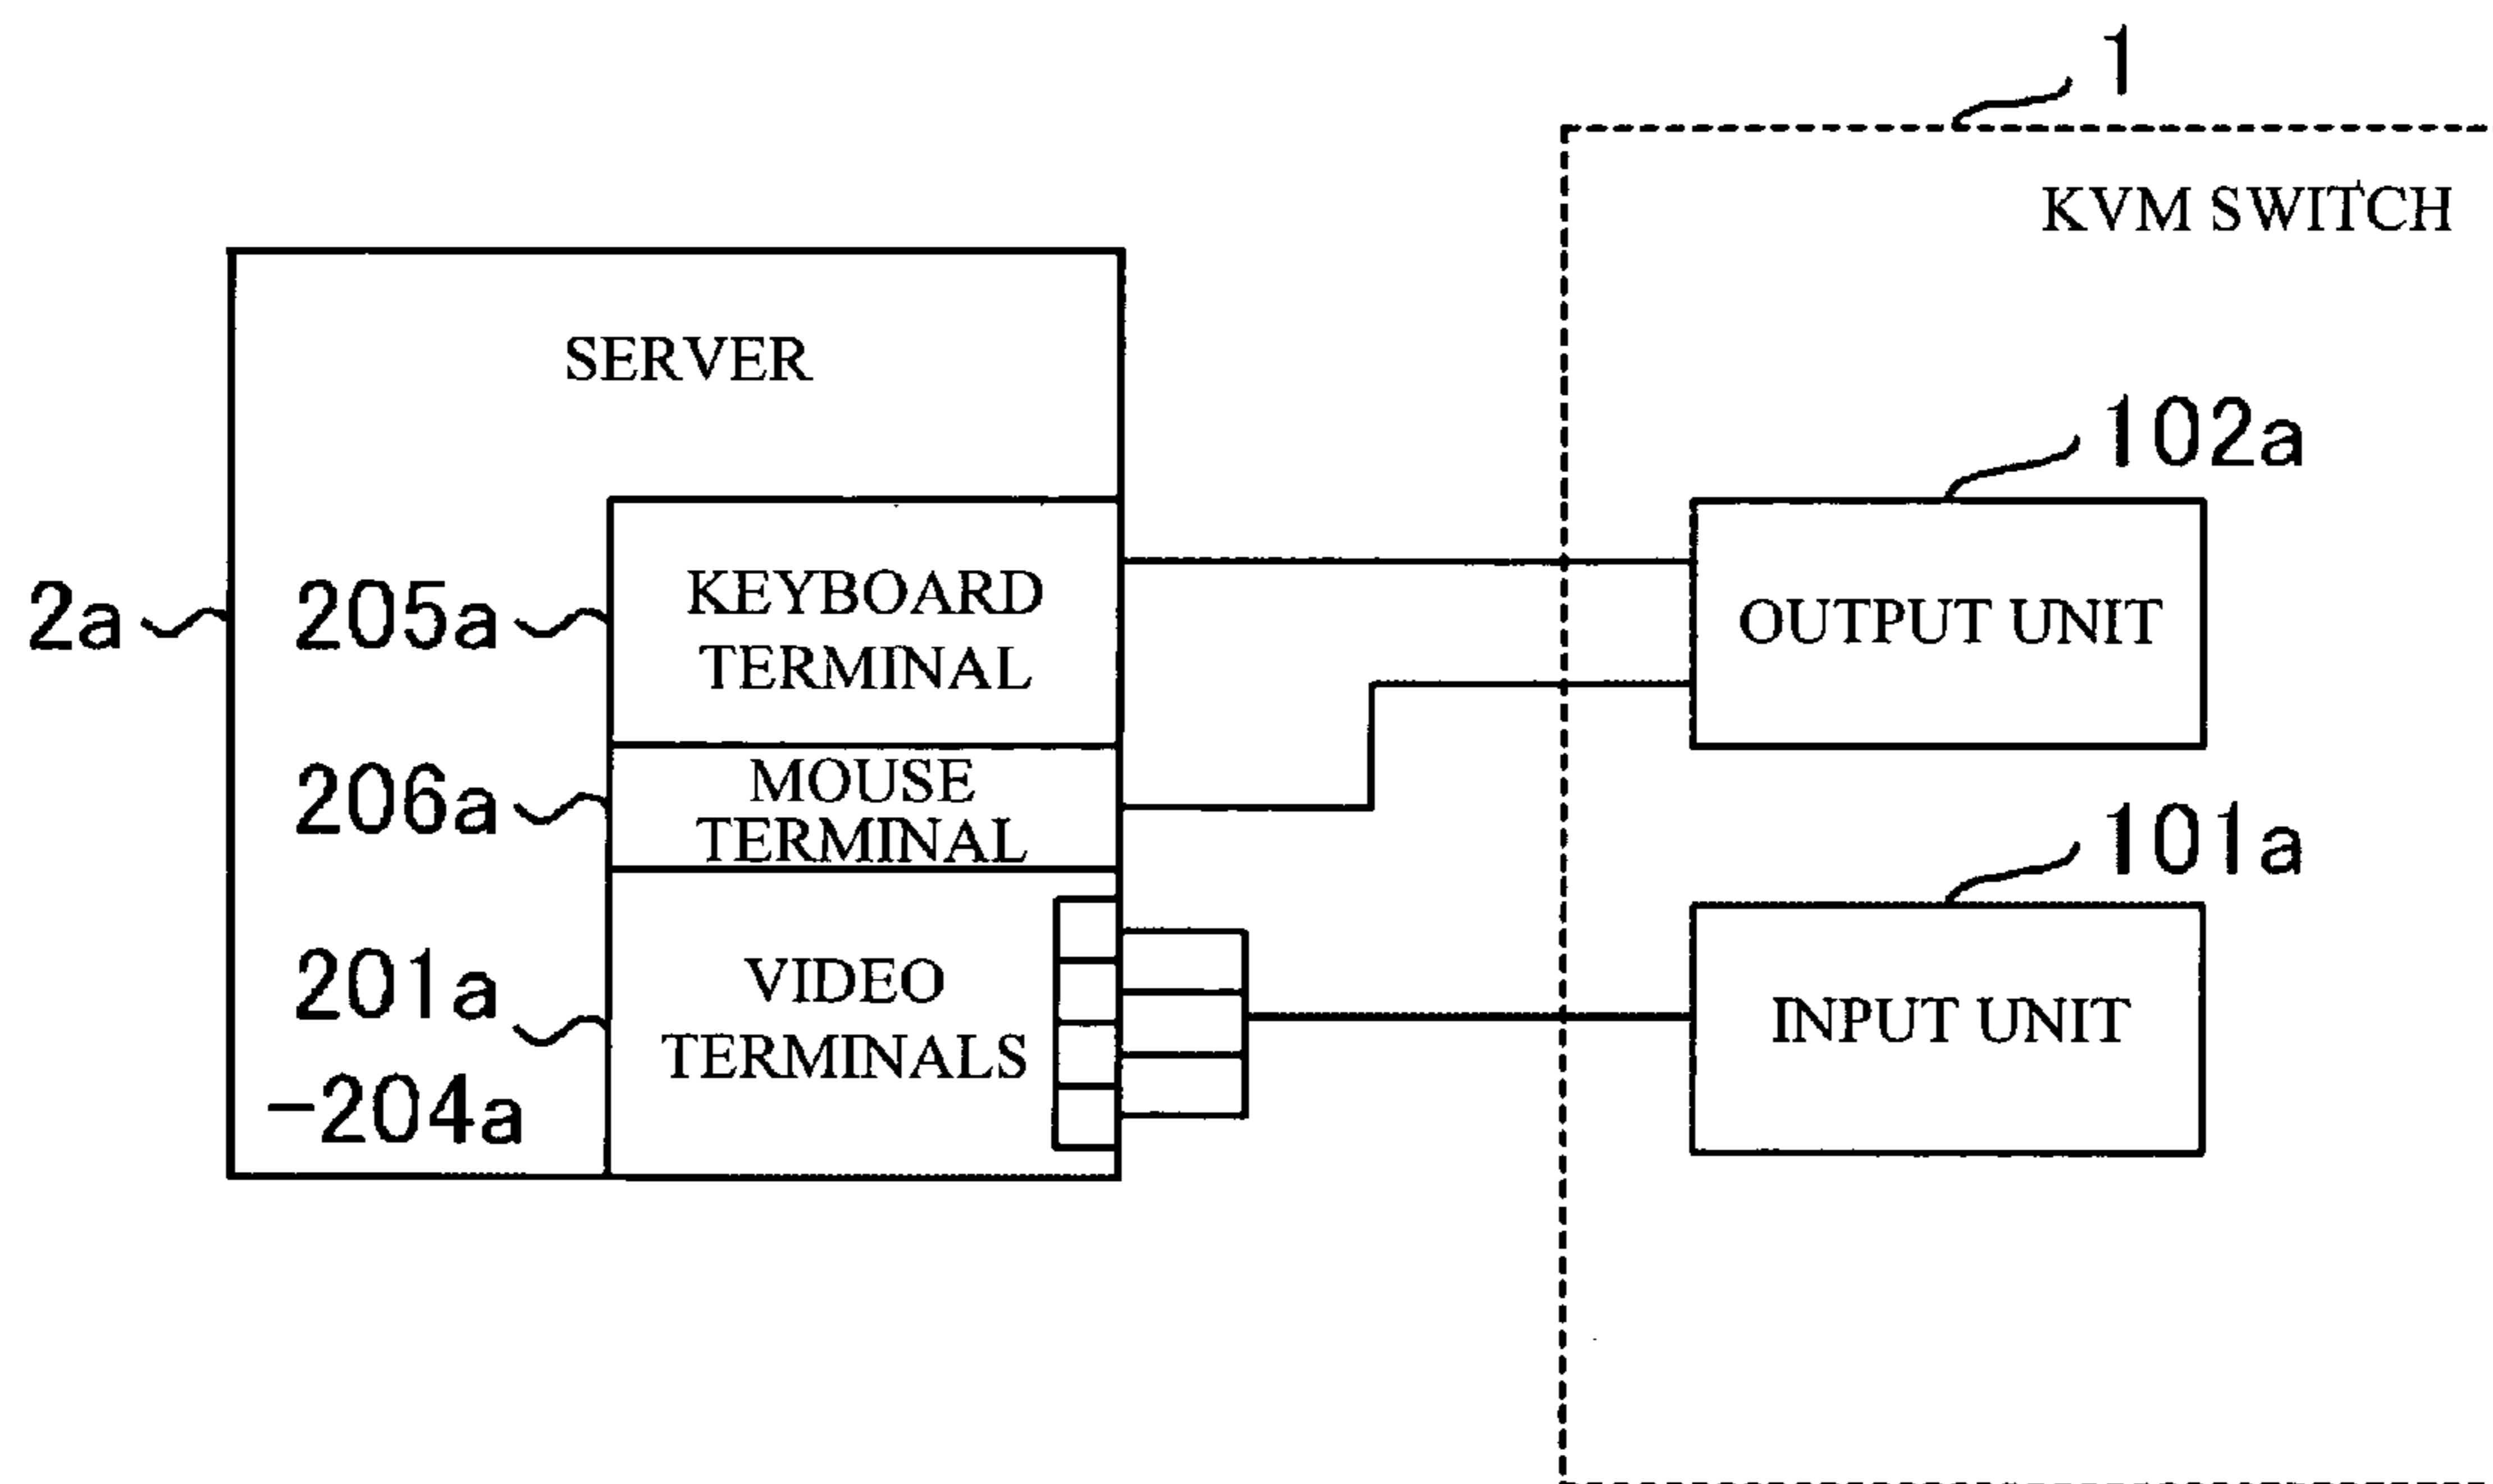 1
KVM SWITCH
SERVER
102a
2a
205a
KEYBOARD
TERMINAL
OUTPUT UNIT
206a
MOUSE
TERMINAL
101a
201a
-204a
VIDEO
TERMINALS
INPUT UNIT